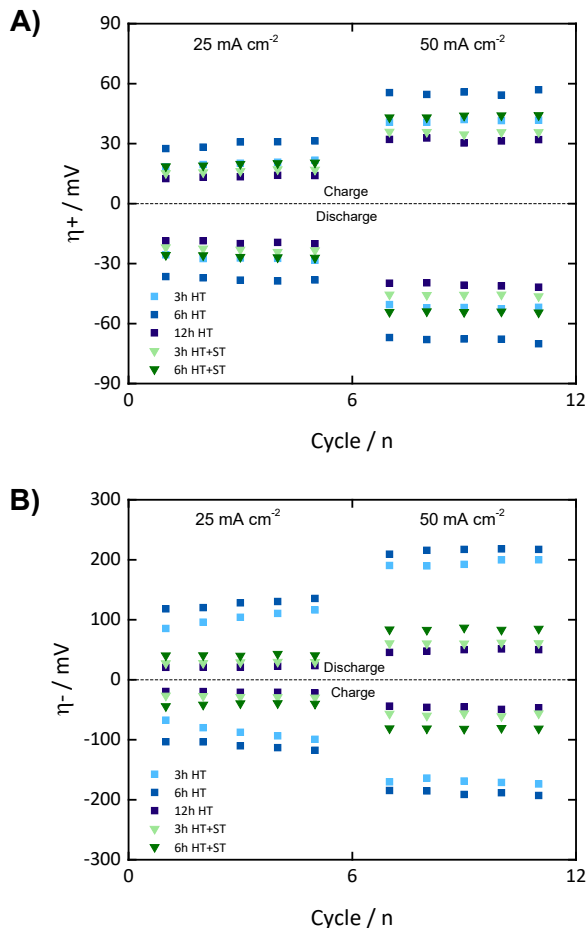 A)
25 mA cm⁻²
50 mA cm⁻²
η+ / mV
90
60
30
0
-30
-60
-90
Charge
Discharge
3h HT
6h HT
12h HT
3h HT+ST
6h HT+ST
0
6
12
Cycle / n
B)
25 mA cm⁻²
50 mA cm⁻²
η- / mV
300
200
100
0
-100
-200
-300
Discharge
Charge
3h HT
6h HT
12h HT
3h HT+ST
6h HT+ST
0
6
12
Cycle / n